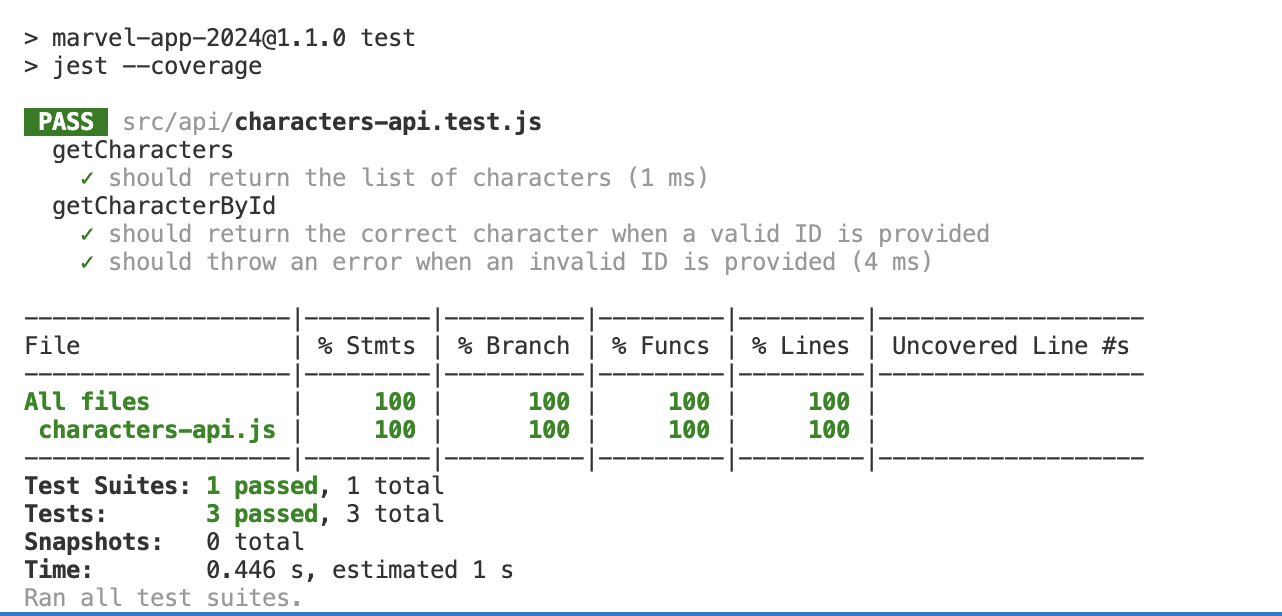 > marvel-app-2024@1.1.0 test
> jest --coverage
PASS src/api/characters-api.test.js
getCharacters
✓ should return the list of characters (1 ms)
getCharacterById
✓ should return the correct character when a valid ID is provided
✓ should throw an error when an invalid ID is provided (4 ms)
-------------------|---------|----------|---------|---------|-------------------
File               | % Stmts | % Branch | % Funcs | % Lines | Uncovered Line #s
-------------------|---------|----------|---------|---------|-------------------
All files          |     100 |      100 |     100 |     100 |
 characters-api.js |     100 |      100 |     100 |     100 |
-------------------|---------|----------|---------|---------|-------------------
Test Suites: 1 passed, 1 total
Tests:       3 passed, 3 total
Snapshots:   0 total
Time:        0.446 s, estimated 1 s
Ran all test suites.